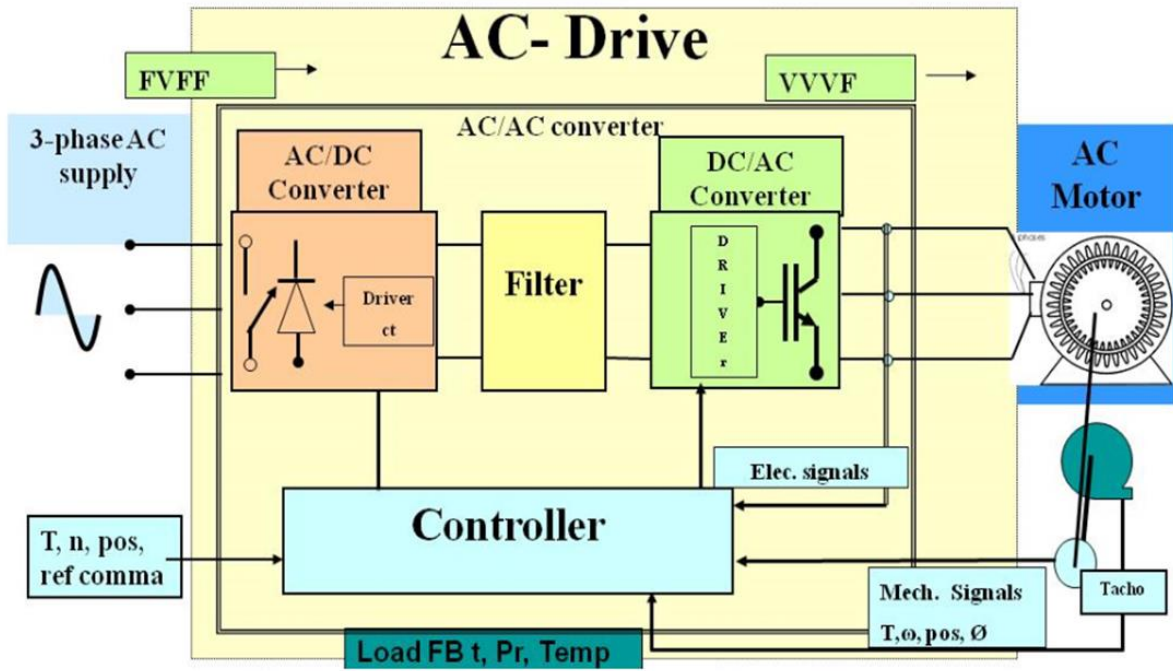 AC- Drive
FVFF
VVVF
AC/AC converter
3-phase AC
supply
AC/DC
Converter
DC/AC
Converter
AC
Motor
phases
D
R
I
V
E
r
Filter
Driver
ct
Elec. signals
Controller
T, n, pos,
ref comma
Mech. Signals
T,ω, pos, Ø
Tacho
Load FB t, Pr, Temp